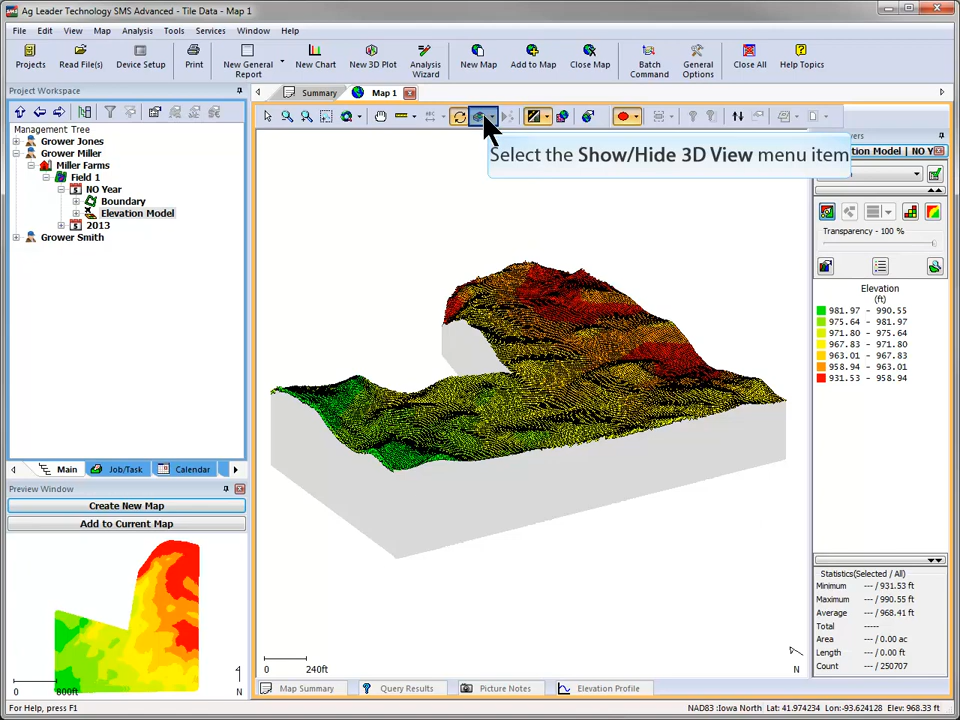 Ag Leader Technology SMS Advanced - Tile Data - Map 1
File Edit View Map Analysis Tools Services Window Help
Projects Read File(s) Device Setup Print New General Report New Chart New 3D Plot Analysis Wizard New Map Add to Map Close Map Batch Command General Options Close All Help Topics
Project Workspace
Summary Map 1
Select the Show/Hide 3D View menu item
Management Tree
Grower Jones
Grower Miller
Miller Farms
Field 1
NO Year
Boundary
Elevation Model
2013
Grower Smith
Main Job/Task Calendar
Preview Window
Create New Map
Add to Current Map
0 800ft N
0 240ft N
Map Summary Query Results Picture Notes Elevation Profile
ation Model | NO Y
Transparency - 100 %
Elevation
(ft)
981.97 - 990.55
975.64 - 981.97
971.80 - 975.64
967.83 - 971.80
963.01 - 967.83
958.94 - 963.01
931.53 - 958.94
Statistics(Selected / All)
Minimum --- / 931.53 ft
Maximum --- / 990.55 ft
Average --- / 968.41 ft
Total -----
Area --- / 0.00 ac
Length --- / 0.00 ft
Count --- / 250707
For Help, press F1
NAD83 :Iowa North Lat: 41.974234 Lon:-93.624128 Elev: 968.33 ft